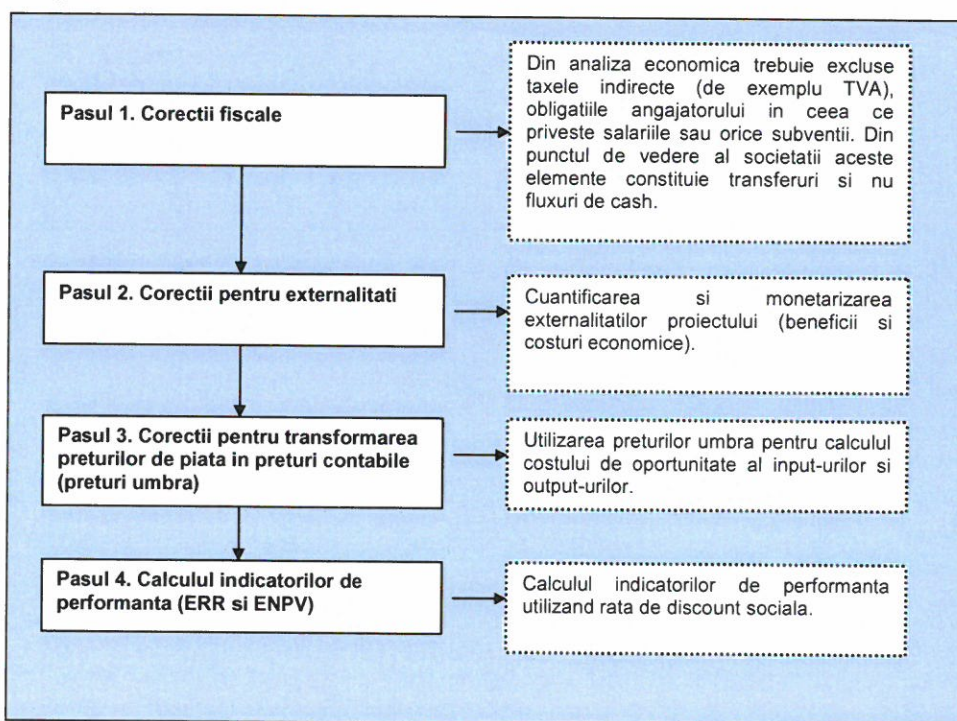 Pasul 1. Corectii fiscale
Din analiza economica trebuie excluse
taxele indirecte (de exemplu TVA),
obligatiile angajatorului in ceea ce
priveste salariile sau orice subventii. Din
punctul de vedere al societatii aceste
elemente constituie transferuri si nu
fluxuri de cash.
Pasul 2. Corectii pentru externalitati
Cuantificarea si monetarizarea
externalitatilor proiectului (beneficii si
costuri economice).
Pasul 3. Corectii pentru transformarea
preturilor de piata in preturi contabile
(preturi umbra)
Utilizarea preturilor umbra pentru calculul
costului de oportunitate al input-urilor si
output-urilor.
Pasul 4. Calculul indicatorilor de
performanta (ERR si ENPV)
Calculul indicatorilor de performanta
utilizand rata de discount sociala.